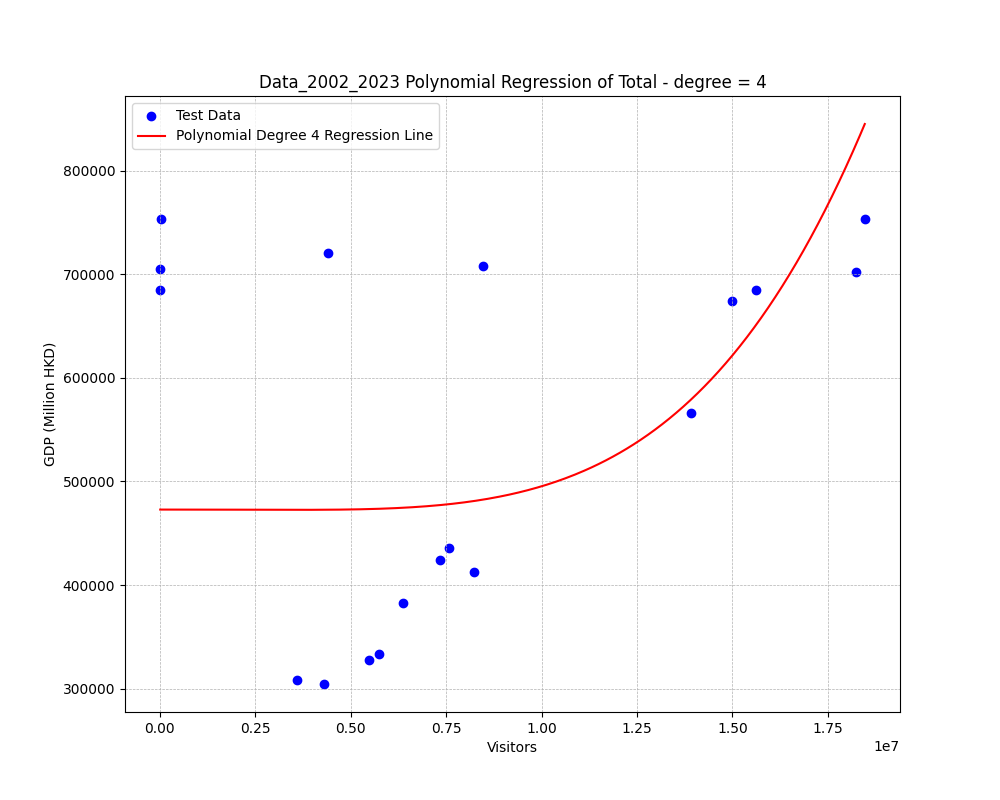 Data_2002_2023 Polynomial Regression of Total - degree = 4
Test Data
Polynomial Degree 4 Regression Line
GDP (Million HKD)
800000
700000
600000
500000
400000
300000
0.00 0.25 0.50 0.75 1.00 1.25 1.50 1.75
1e7
Visitors